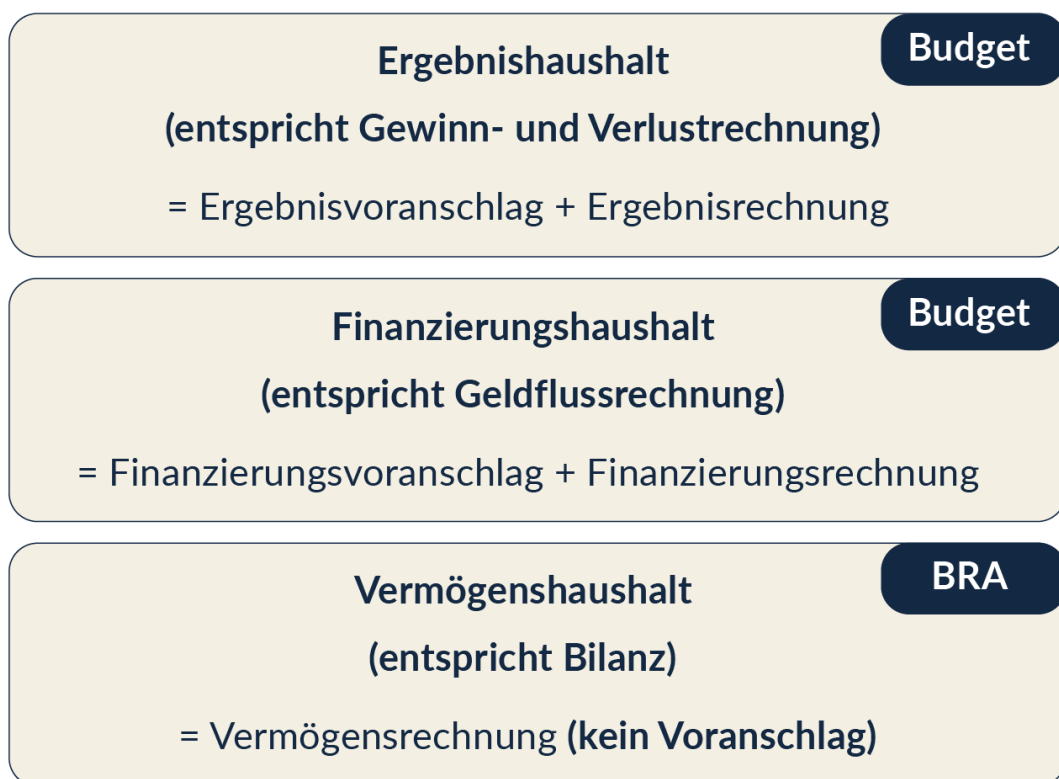 Budget
Ergebnishaushalt
(entspricht Gewinn- und Verlustrechnung)
= Ergebnisvoranschlag + Ergebnisrechnung
Budget
Finanzierungshaushalt
(entspricht Geldflussrechnung)
= Finanzierungsvoranschlag + Finanzierungsrechnung
BRA
Vermögenshaushalt
(entspricht Bilanz)
= Vermögensrechnung (kein Voranschlag)